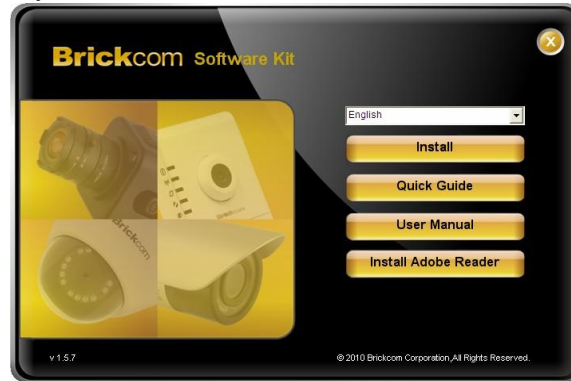 Brickcom Software Kit
English
Install
Quick Guide
User Manual
Install Adobe Reader
Brickcom
v 1.5.7
© 2010 Brickcom Corporation,All Rights Reserved.